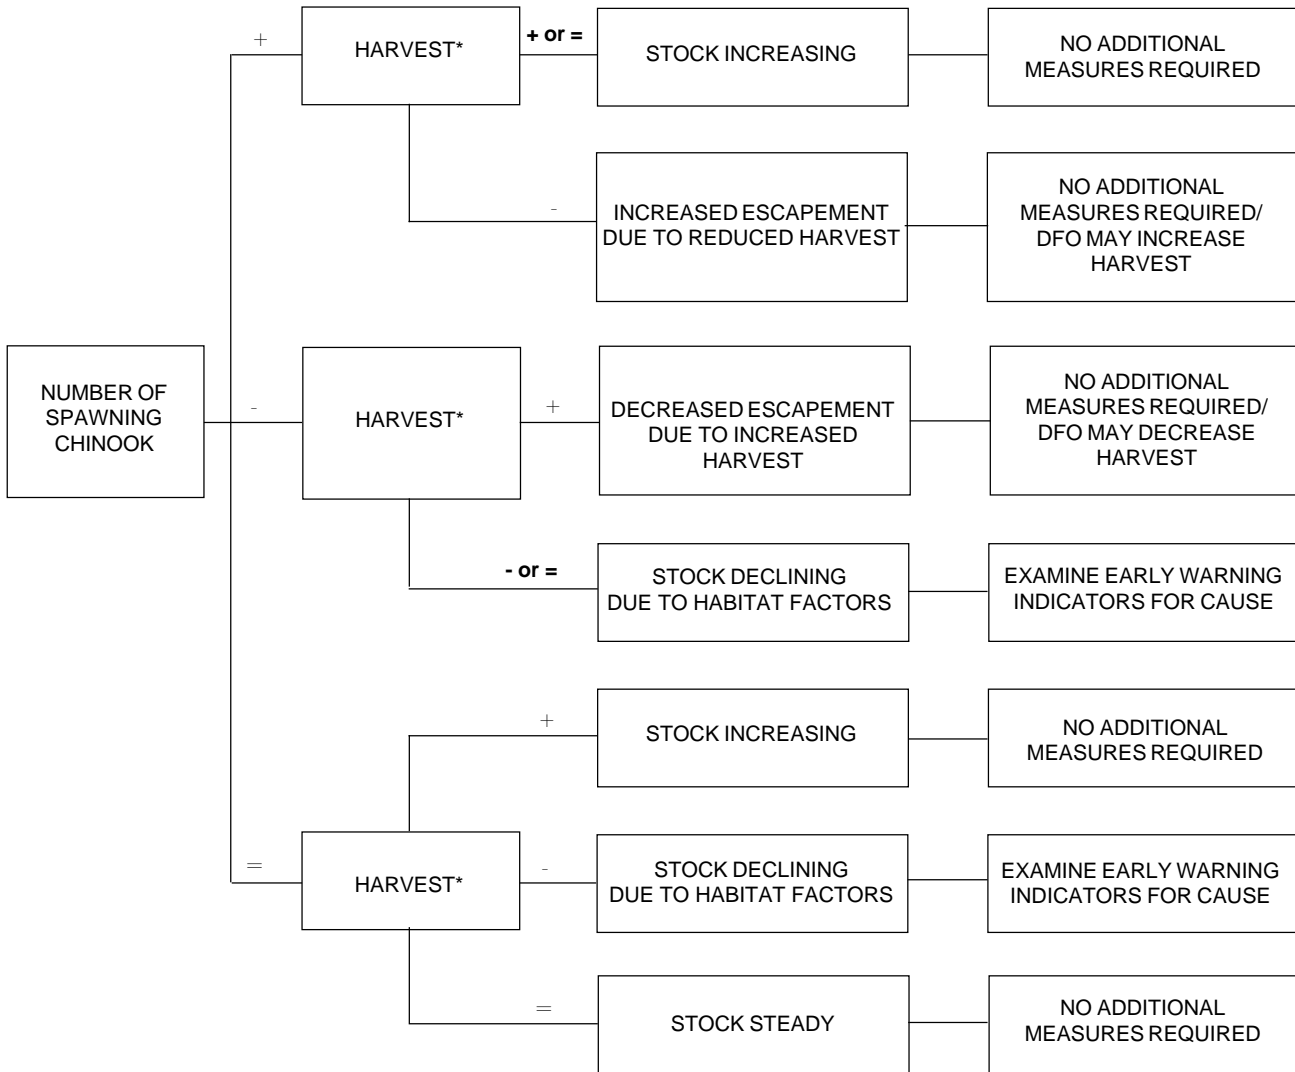 +
HARVEST*
+ or =
STOCK INCREASING
NO ADDITIONAL
MEASURES REQUIRED
-
INCREASED ESCAPEMENT
DUE TO REDUCED HARVEST
NO ADDITIONAL
MEASURES REQUIRED/
DFO MAY INCREASE
HARVEST
NUMBER OF
SPAWNING
CHINOOK
-
HARVEST*
+
DECREASED ESCAPEMENT
DUE TO INCREASED
HARVEST
NO ADDITIONAL
MEASURES REQUIRED/
DFO MAY DECREASE
HARVEST
- or =
STOCK DECLINING
DUE TO HABITAT FACTORS
EXAMINE EARLY WARNING
INDICATORS FOR CAUSE
+
STOCK INCREASING
NO ADDITIONAL
MEASURES REQUIRED
=
HARVEST*
-
STOCK DECLINING
DUE TO HABITAT FACTORS
EXAMINE EARLY WARNING
INDICATORS FOR CAUSE
=
STOCK STEADY
NO ADDITIONAL
MEASURES REQUIRED